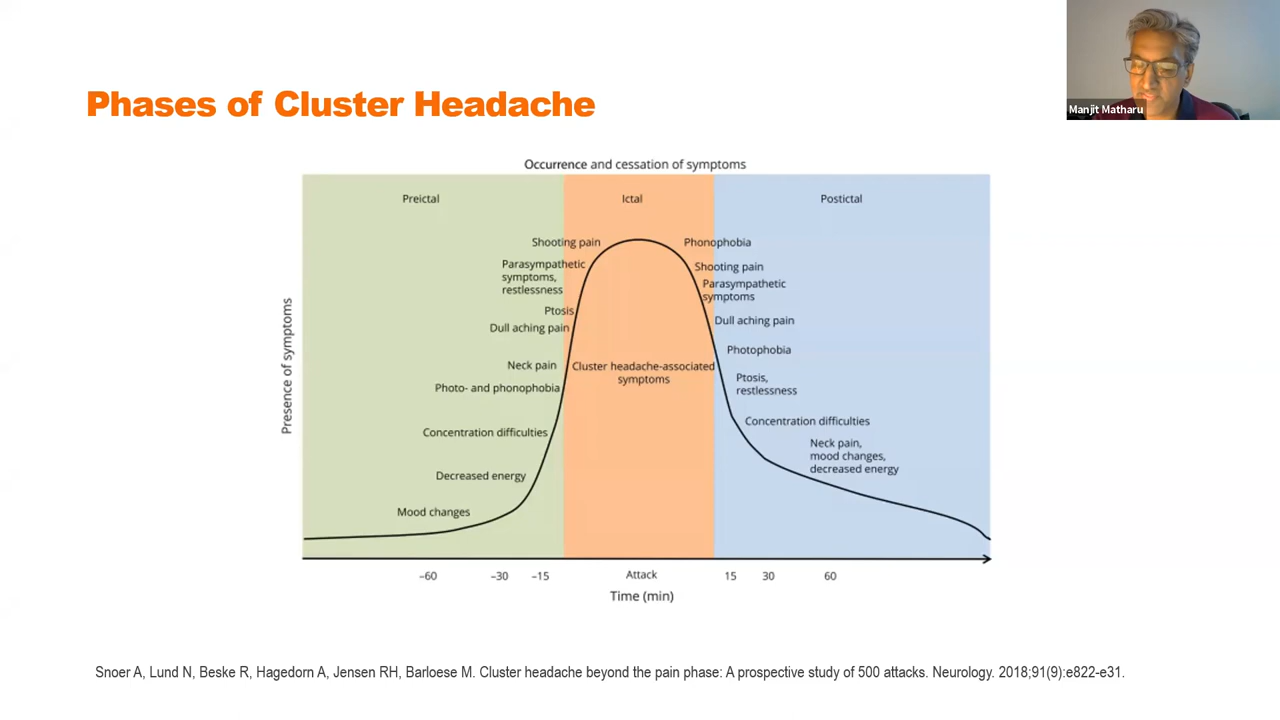 Manjit Matharu
Phases of Cluster Headache
Occurrence and cessation of symptoms
Preictal
Ictal
Postictal
Presence of symptoms
Shooting pain
Parasympathetic
symptoms,
restlessness
Ptosis
Dull aching pain
Neck pain
Photo- and phonophobia
Concentration difficulties
Decreased energy
Mood changes
Cluster headache-associated
symptoms
Phonophobia
Shooting pain
Parasympathetic
symptoms
Dull aching pain
Photophobia
Ptosis,
restlessness
Concentration difficulties
Neck pain,
mood changes,
decreased energy
–60
–30
–15
Attack
15
30
60
Time (min)
Snoer A, Lund N, Beske R, Hagedorn A, Jensen RH, Barloese M. Cluster headache beyond the pain phase: A prospective study of 500 attacks. Neurology. 2018;91(9):e822-e31.